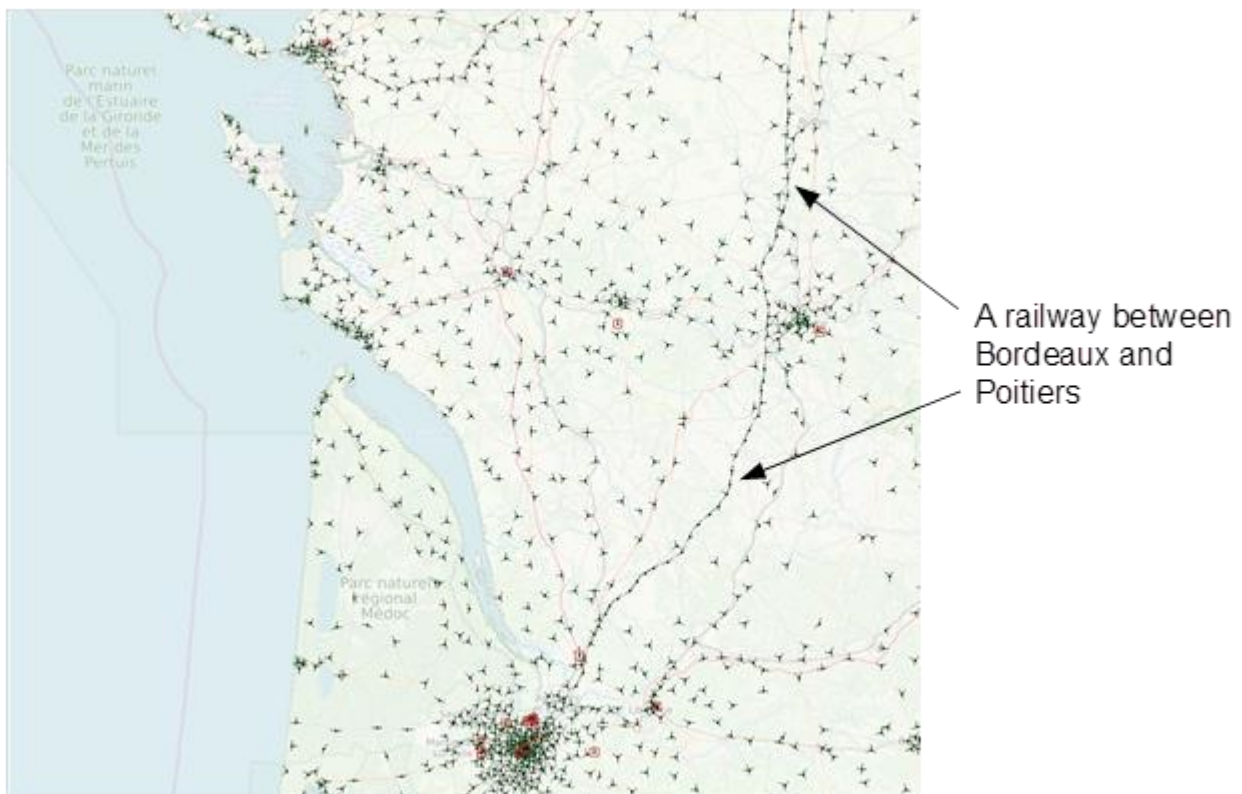 Parc naturel
marin
de l'Estuaire
de la Gironde
et de la
Mer des
Pertuis
A railway between
Bordeaux and
Poitiers
Parc naturel
régional
Médoc